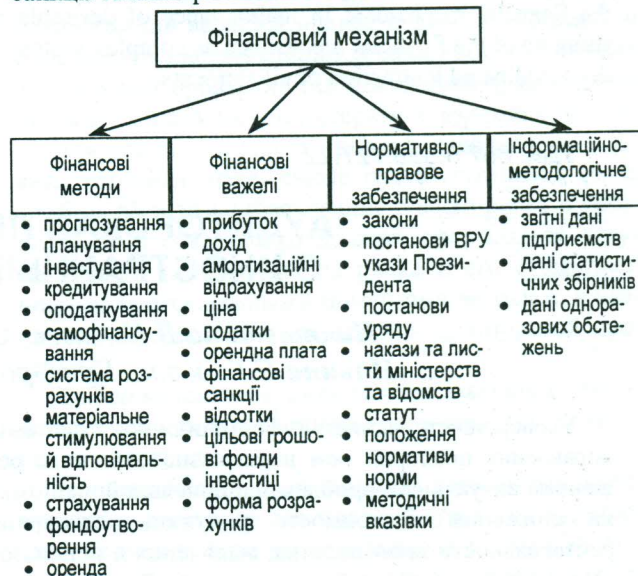 Фінансовий механізм
Фінансові
методи
• прогнозування
• планування
• інвестування
• кредитування
• оподаткування
• самофінансу-
вання
• система роз-
рахунків
• матеріальне
стимулювання
й відповідаль-
ність
• страхування
• фондоутво-
рення
• оренда
Фінансові
важелі
• прибуток
• дохід
• амортизаційні
відрахування
• ціна
• податки
• орендна плата
• фінансові
санкції
• відсотки
• цільові грошо-
ві фонди
• інвестиці
• форма розра-
хунків
Нормативно-
правове
забезпечення
• закони
• постанови ВРУ
• укази Прези-
дента
• постанови
уряду
• накази та лис-
ти міністерств
та відомств
• статут
• положення
• нормативи
• норми
• методичні
вказівки
Інформаційно-
методологічне
забезпечення
• звітні дані
підприємств
• дані статисти-
чних збірників
• дані однора-
зових обсте-
жень